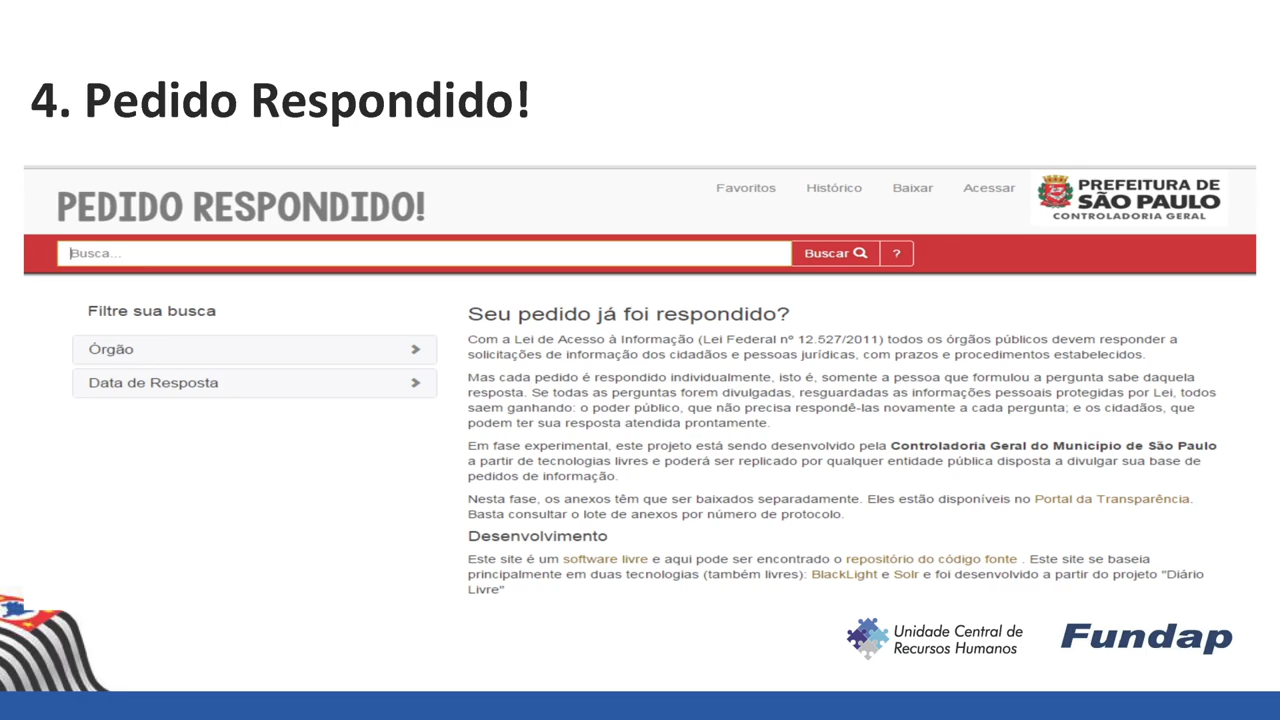 4. Pedido Respondido!
PEDIDO RESPONDIDO!
Favoritos Histórico Baixar Acessar
PREFEITURA DE
SÃO PAULO
CONTROLADORIA GERAL
Busca...
Buscar ?
Filtre sua busca
Órgão
Data de Resposta
Seu pedido já foi respondido?
Com a Lei de Acesso à Informação (Lei Federal nº 12.527/2011) todos os órgãos públicos devem responder a
solicitações de informação dos cidadãos e pessoas jurídicas, com prazos e procedimentos estabelecidos.
Mas cada pedido é respondido individualmente, isto é, somente a pessoa que formulou a pergunta sabe daquela
resposta. Se todas as perguntas forem divulgadas, resguardadas as informações pessoais protegidas por Lei, todos
saem ganhando: o poder público, que não precisa respondê-las novamente a cada pergunta; e os cidadãos, que
podem ter sua resposta atendida prontamente.
Em fase experimental, este projeto está sendo desenvolvido pela Controladoria Geral do Município de São Paulo
a partir de tecnologias livres e poderá ser replicado por qualquer entidade pública disposta a divulgar sua base de
pedidos de informação.
Nesta fase, os anexos têm que ser baixados separadamente. Eles estão disponíveis no Portal da Transparência.
Basta consultar o lote de anexos por número de protocolo.
Desenvolvimento
Este site é um software livre e aqui pode ser encontrado o repositório do código fonte . Este site se baseia
principalmente em duas tecnologias (também livres): BlackLight e Solr e foi desenvolvido a partir do projeto "Diário
Livre"
Unidade Central de
Recursos Humanos
Fundap